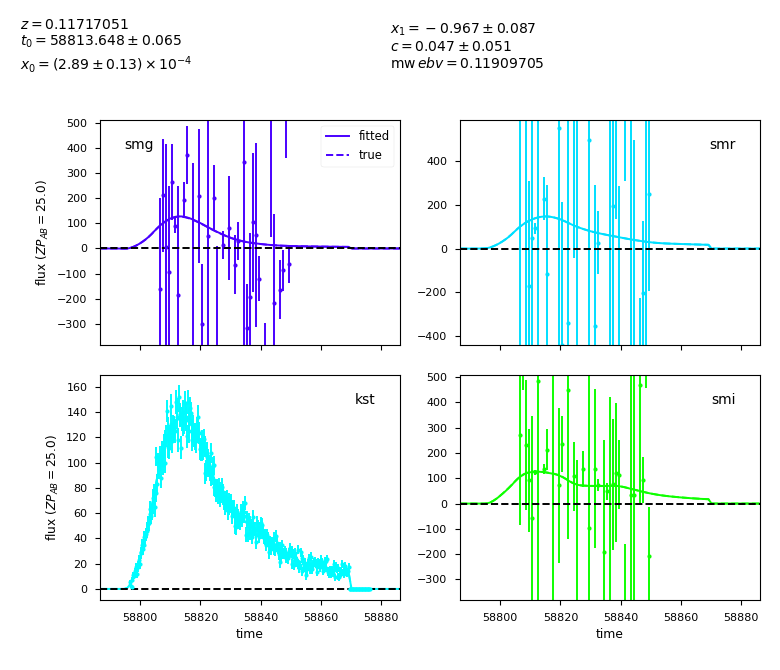 z = 0.11717051
t₀ = 58813.648 ± 0.065
x₀ = (2.89 ± 0.13) × 10⁻⁴
x₁ = −0.967 ± 0.087
c = 0.047 ± 0.051
mw ebv = 0.11909705
smg
fitted
true
500
400
300
200
100
0
−100
−200
−300
flux (ZP_AB = 25.0)
smr
400
200
0
−200
−400
kst
160
140
120
100
80
60
40
20
0
flux (ZP_AB = 25.0)
58800 58820 58840 58860 58880
time
smi
500
400
300
200
100
0
−100
−200
−300
58800 58820 58840 58860 58880
time